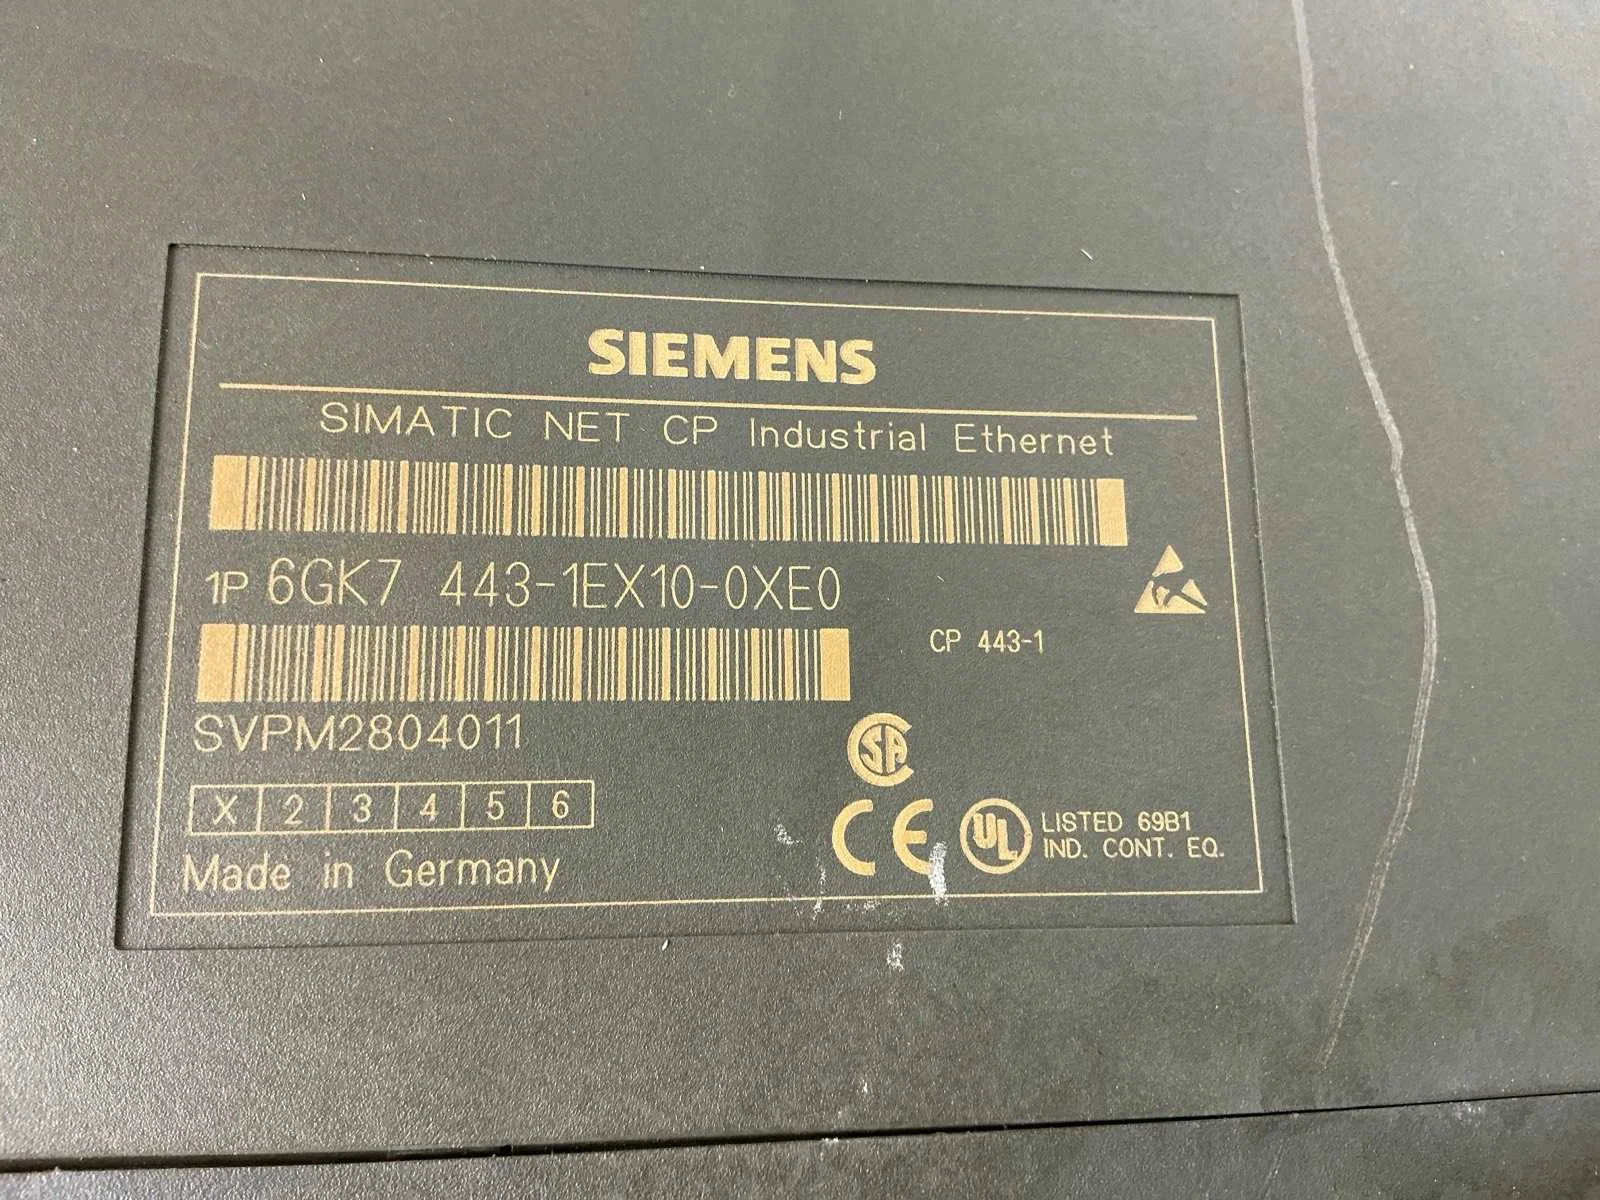 SIEMENS
SIMATIC NET CP Industrial Ethernet
1P 6GK7 443-1EX10-0XE0
CP 443-1
SVPM2804011
X 2 3 4 5 6
Made in Germany
SA
CE
UL
LISTED 69B1
IND. CONT. EQ.